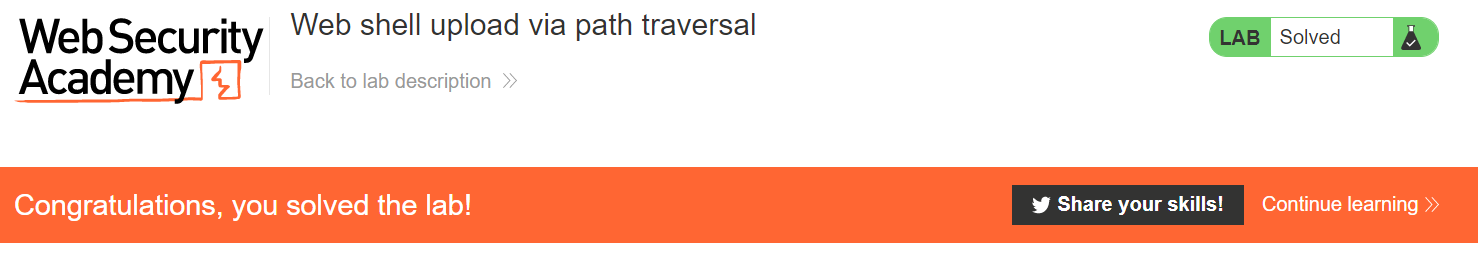 Web Security
Academy
Web shell upload via path traversal
Back to lab description
LAB Solved
Congratulations, you solved the lab!
Share your skills!
Continue learning